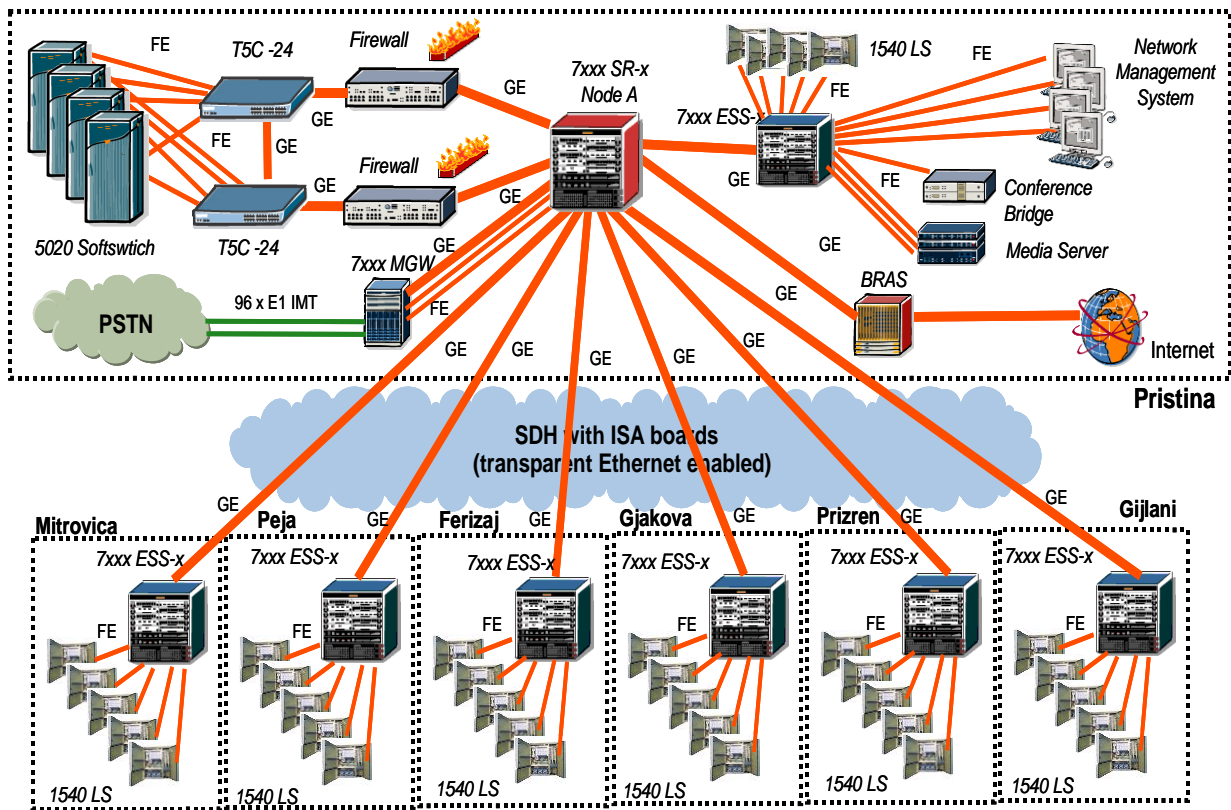 FE
T5C -24
Firewall
GE
7xxx SR-x
Node A
1540 LS
FE
Network
Management
System
FE
7xxx ESS-x
GE
FE
GE
Firewall
GE
GE
GE
FE
Conference
Bridge
5020 Softswtich
T5C -24
GE
7xxx MGW
GE
Media Server
BRAS
GE
PSTN
96 x E1 IMT
FE
Internet
GE
GE
GE
GE
GE
Pristina
SDH with ISA boards
(transparent Ethernet enabled)
Mitrovica
GE
Peja
GE
Ferizaj
GE
Gjakova
GE
Prizren
GE
GE
Gijlani
7xxx ESS-x
7xxx ESS-x
7xxx ESS-x
7xxx ESS-x
7xxx ESS-x
7xxx ESS-x
FE
FE
FE
FE
FE
FE
1540 LS
1540 LS
1540 LS
1540 LS
1540 LS
1540 LS